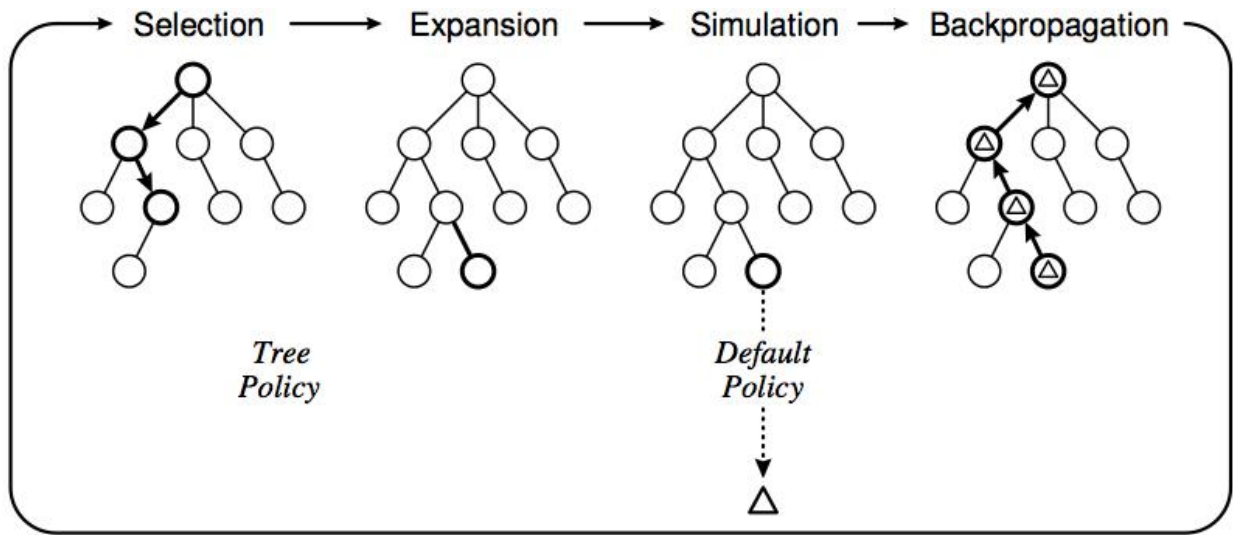 Selection
Expansion
Simulation
Backpropagation
Tree
Policy
Default
Policy